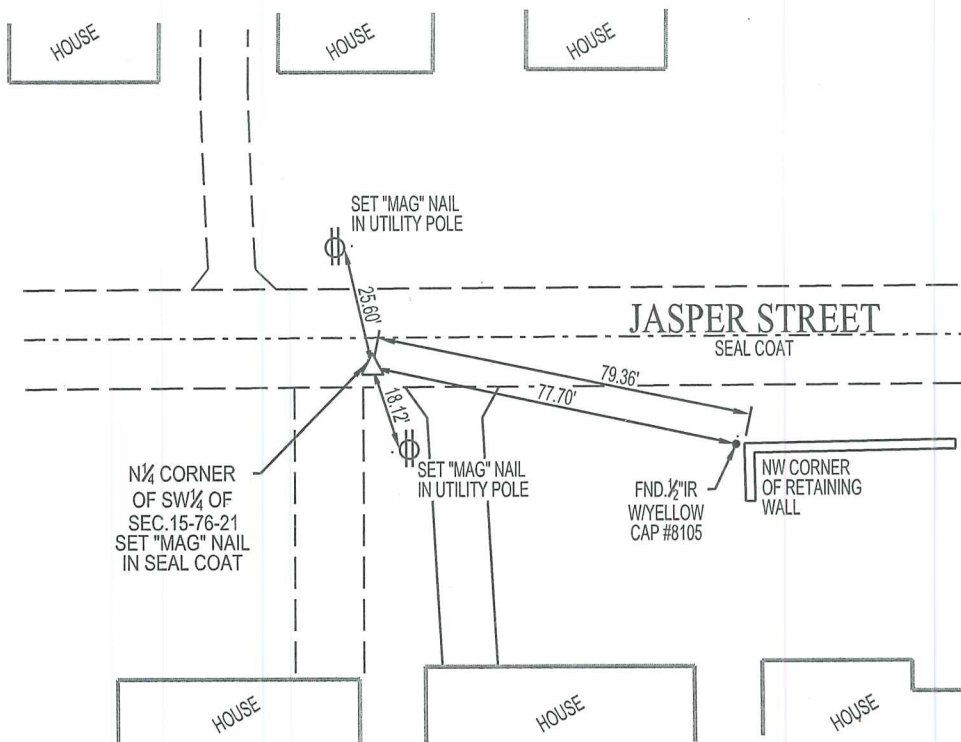 HOUSE
HOUSE
HOUSE
SET "MAG" NAIL
IN UTILITY POLE
25.60'
JASPER STREET
SEAL COAT
79.36'
77.70'
18.12'
SET "MAG" NAIL
IN UTILITY POLE
N¼ CORNER
OF SW¼ OF
SEC.15-76-21
SET "MAG" NAIL
IN SEAL COAT
FND.½"IR
W/YELLOW
CAP #8105
NW CORNER
OF RETAINING
WALL
HOUSE
HOUSE
HOUSE